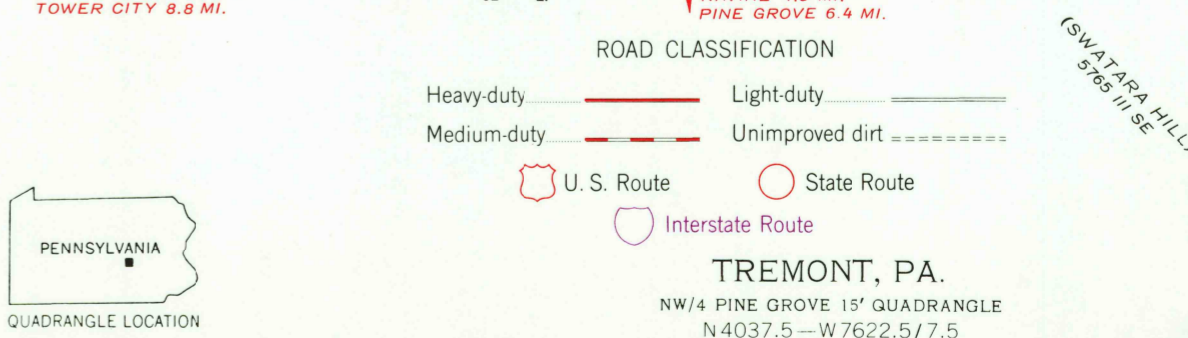 TOWER CITY 8.8 MI.
PINE GROVE 6.4 MI.
(SWATARA HILL)
5765 III SE
ROAD CLASSIFICATION
Heavy-duty Light-duty
Medium-duty Unimproved dirt
U. S. Route State Route
Interstate Route
PENNSYLVANIA
QUADRANGLE LOCATION
TREMONT, PA.
NW/4 PINE GROVE 15' QUADRANGLE
N4037.5—W7622.5/7.5